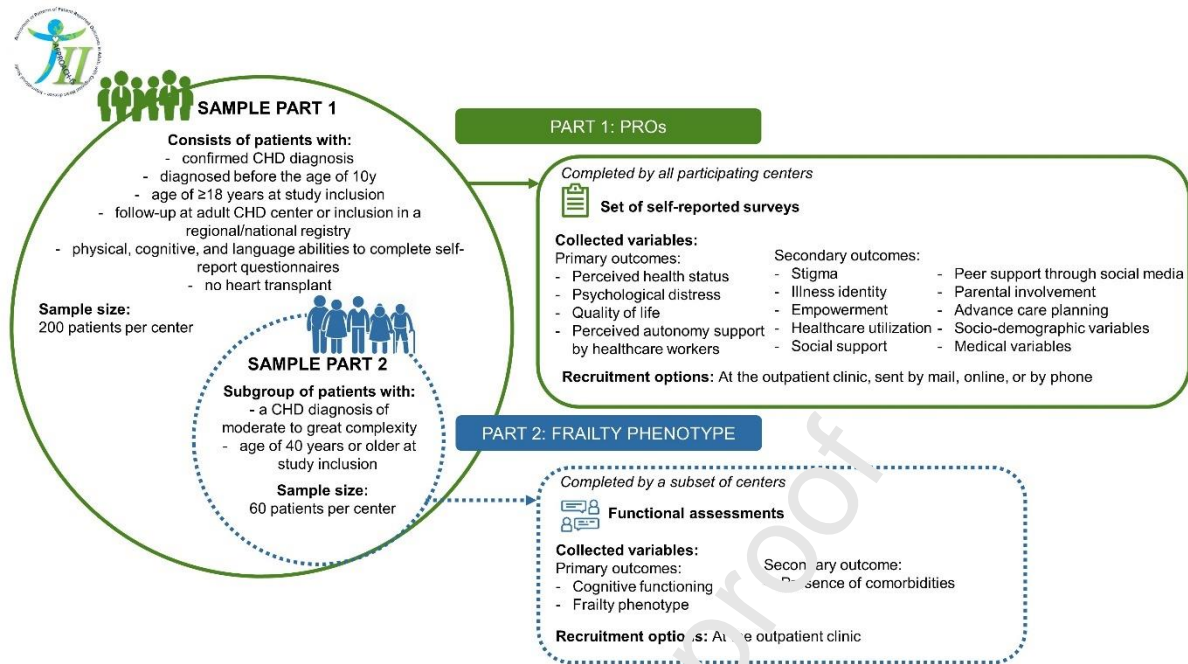 APPROACH-IS
II
SAMPLE PART 1
Consists of patients with:
- confirmed CHD diagnosis
- diagnosed before the age of 10y
- age of ≥18 years at study inclusion
- follow-up at adult CHD center or inclusion in a
regional/national registry
- physical, cognitive, and language abilities to complete self-
report questionnaires
- no heart transplant
Sample size:
200 patients per center
SAMPLE PART 2
Subgroup of patients with:
- a CHD diagnosis of
moderate to great complexity
- age of 40 years or older at
study inclusion
Sample size:
60 patients per center
PART 1: PROs
Completed by all participating centers
Set of self-reported surveys
Collected variables:
Primary outcomes:
- Perceived health status
- Psychological distress
- Quality of life
- Perceived autonomy support
by healthcare workers
Secondary outcomes:
- Stigma
- Illness identity
- Empowerment
- Healthcare utilization
- Social support
- Peer support through social media
- Parental involvement
- Advance care planning
- Socio-demographic variables
- Medical variables
Recruitment options: At the outpatient clinic, sent by mail, online, or by phone
PART 2: FRAILTY PHENOTYPE
Completed by a subset of centers
Functional assessments
Collected variables:
Primary outcomes:
- Cognitive functioning
- Frailty phenotype
Secondary outcome:
- Presence of comorbidities
Recruitment options: At the outpatient clinic
proof